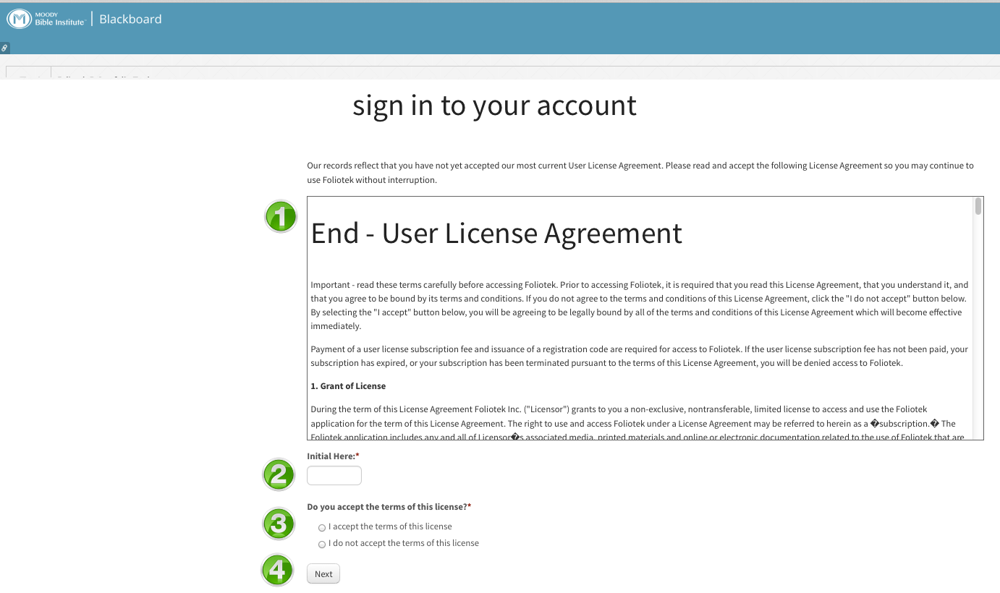 MOODY
Bible Institute™ | Blackboard
sign in to your account
Our records reflect that you have not yet accepted our most current User License Agreement. Please read and accept the following License Agreement so you may continue to
use Foliotek without interruption.
1
End - User License Agreement
Important - read these terms carefully before accessing Foliotek. Prior to accessing Foliotek, it is required that you read this License Agreement, that you understand it, and
that you agree to be bound by its terms and conditions. If you do not agree to the terms and conditions of this License Agreement, click the "I do not accept" button below.
By selecting the "I accept" button below, you will be agreeing to be legally bound by all of the terms and conditions of this License Agreement which will become effective
immediately.
Payment of a user license subscription fee and issuance of a registration code are required for access to Foliotek. If the user license subscription fee has not been paid, your
subscription has expired, or your subscription has been terminated pursuant to the terms of this License Agreement, you will be denied access to Foliotek.
1. Grant of License
During the term of this License Agreement Foliotek Inc. ("Licensor") grants to you a non-exclusive, nontransferable, limited license to access and use the Foliotek
application for the term of this License Agreement. The right to use and access Foliotek under a License Agreement may be referred to herein as a �subscription.� The
Foliotek application includes any and all of Licensor�s associated media, printed materials and online or electronic documentation related to the use of Foliotek that are
Initial Here:*
2
Do you accept the terms of this license?*
3
I accept the terms of this license
I do not accept the terms of this license
4
Next